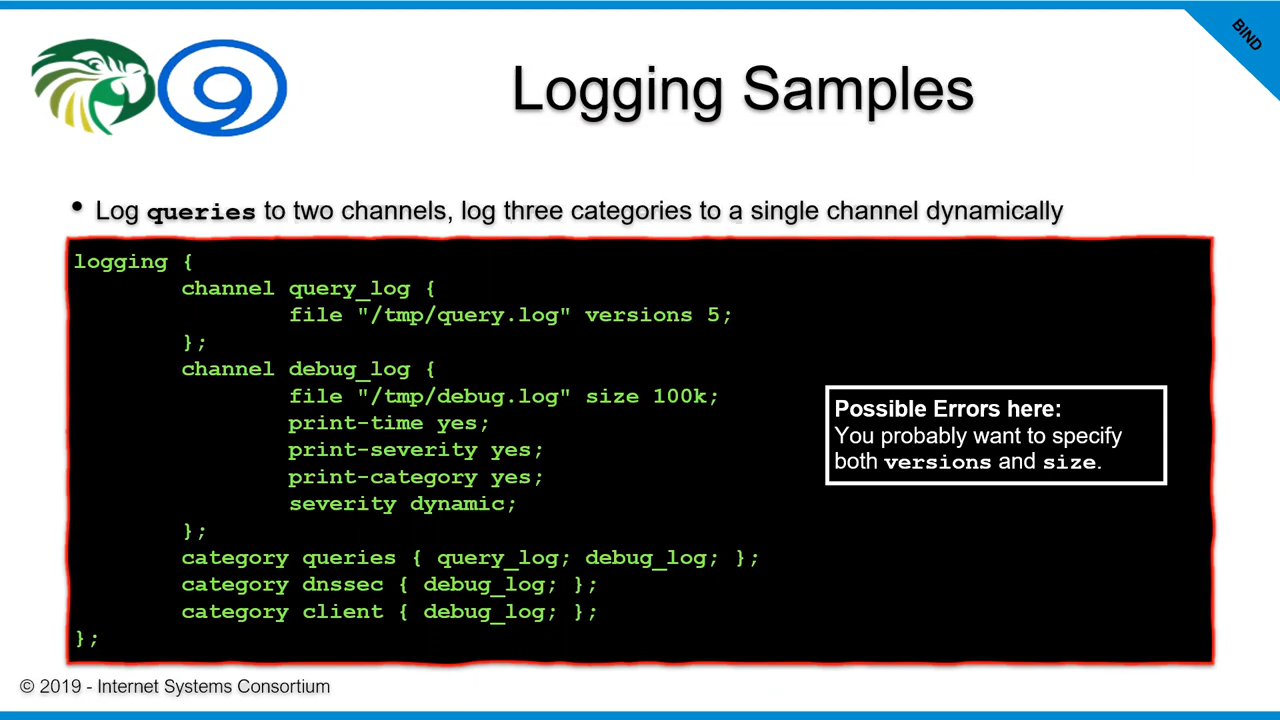 BIND
9
Logging Samples
• Log queries to two channels, log three categories to a single channel dynamically
logging {
        channel query_log {
                file "/tmp/query.log" versions 5;
        };
        channel debug_log {
                file "/tmp/debug.log" size 100k;
                print-time yes;
                print-severity yes;
                print-category yes;
                severity dynamic;
        };
        category queries { query_log; debug_log; };
        category dnssec { debug_log; };
        category client { debug_log; };
};
Possible Errors here:
You probably want to specify
both versions and size.
© 2019 - Internet Systems Consortium